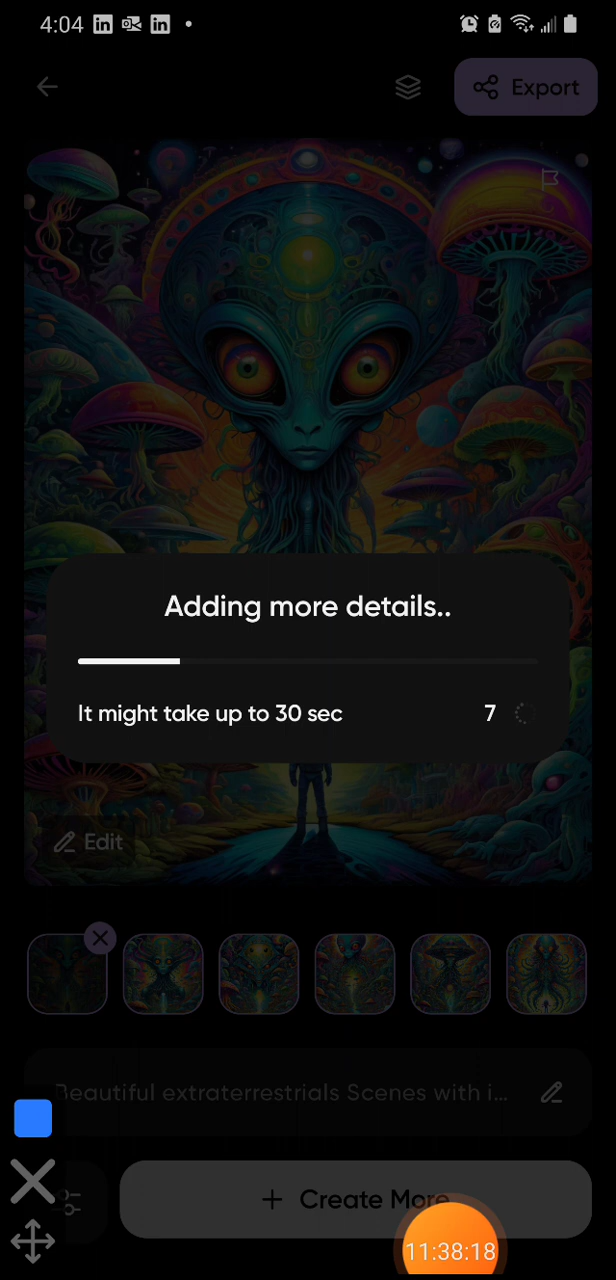 4:04
Export
Adding more details..
It might take up to 30 sec
7
Edit
Beautiful extraterrestrials Scenes with i...
+ Create More
11:38:18